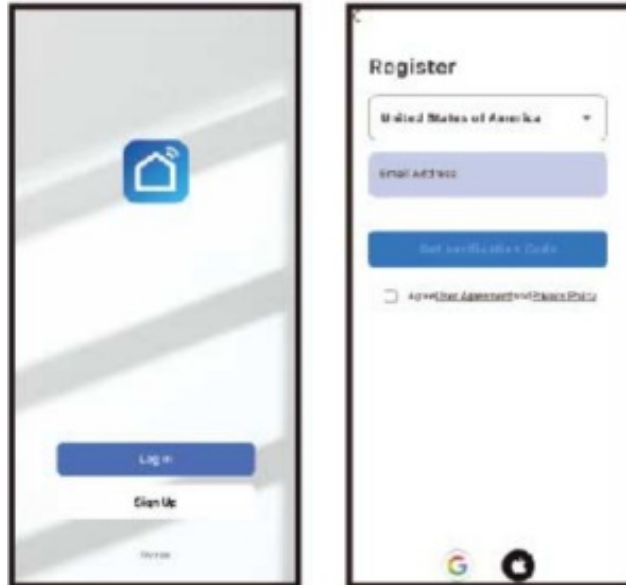 Log in
Sign Up
Register
United States of America
Email Address
Get verification Code
Agree User Agreement and Privacy Policy